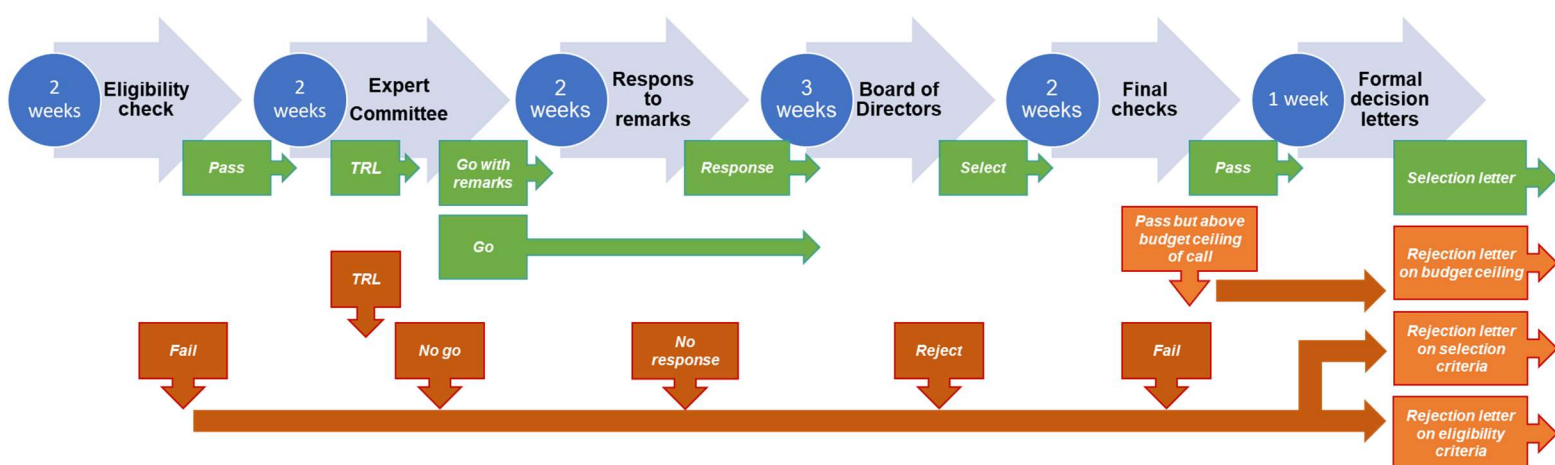 2
weeks
Eligibility
check
2
weeks
Expert
Committee
2
weeks
Respons
to
remarks
3
weeks
Board of
Directors
2
weeks
Final
checks
1 week
Formal
decision
letters
Pass
TRL
Go with
remarks
Response
Select
Pass
Selection letter
Go
Pass but above
budget ceiling
of call
Rejection letter
on budget ceiling
TRL
Fail
No go
No
response
Reject
Fail
Rejection letter
on selection
criteria
Rejection letter
on eligibility
criteria